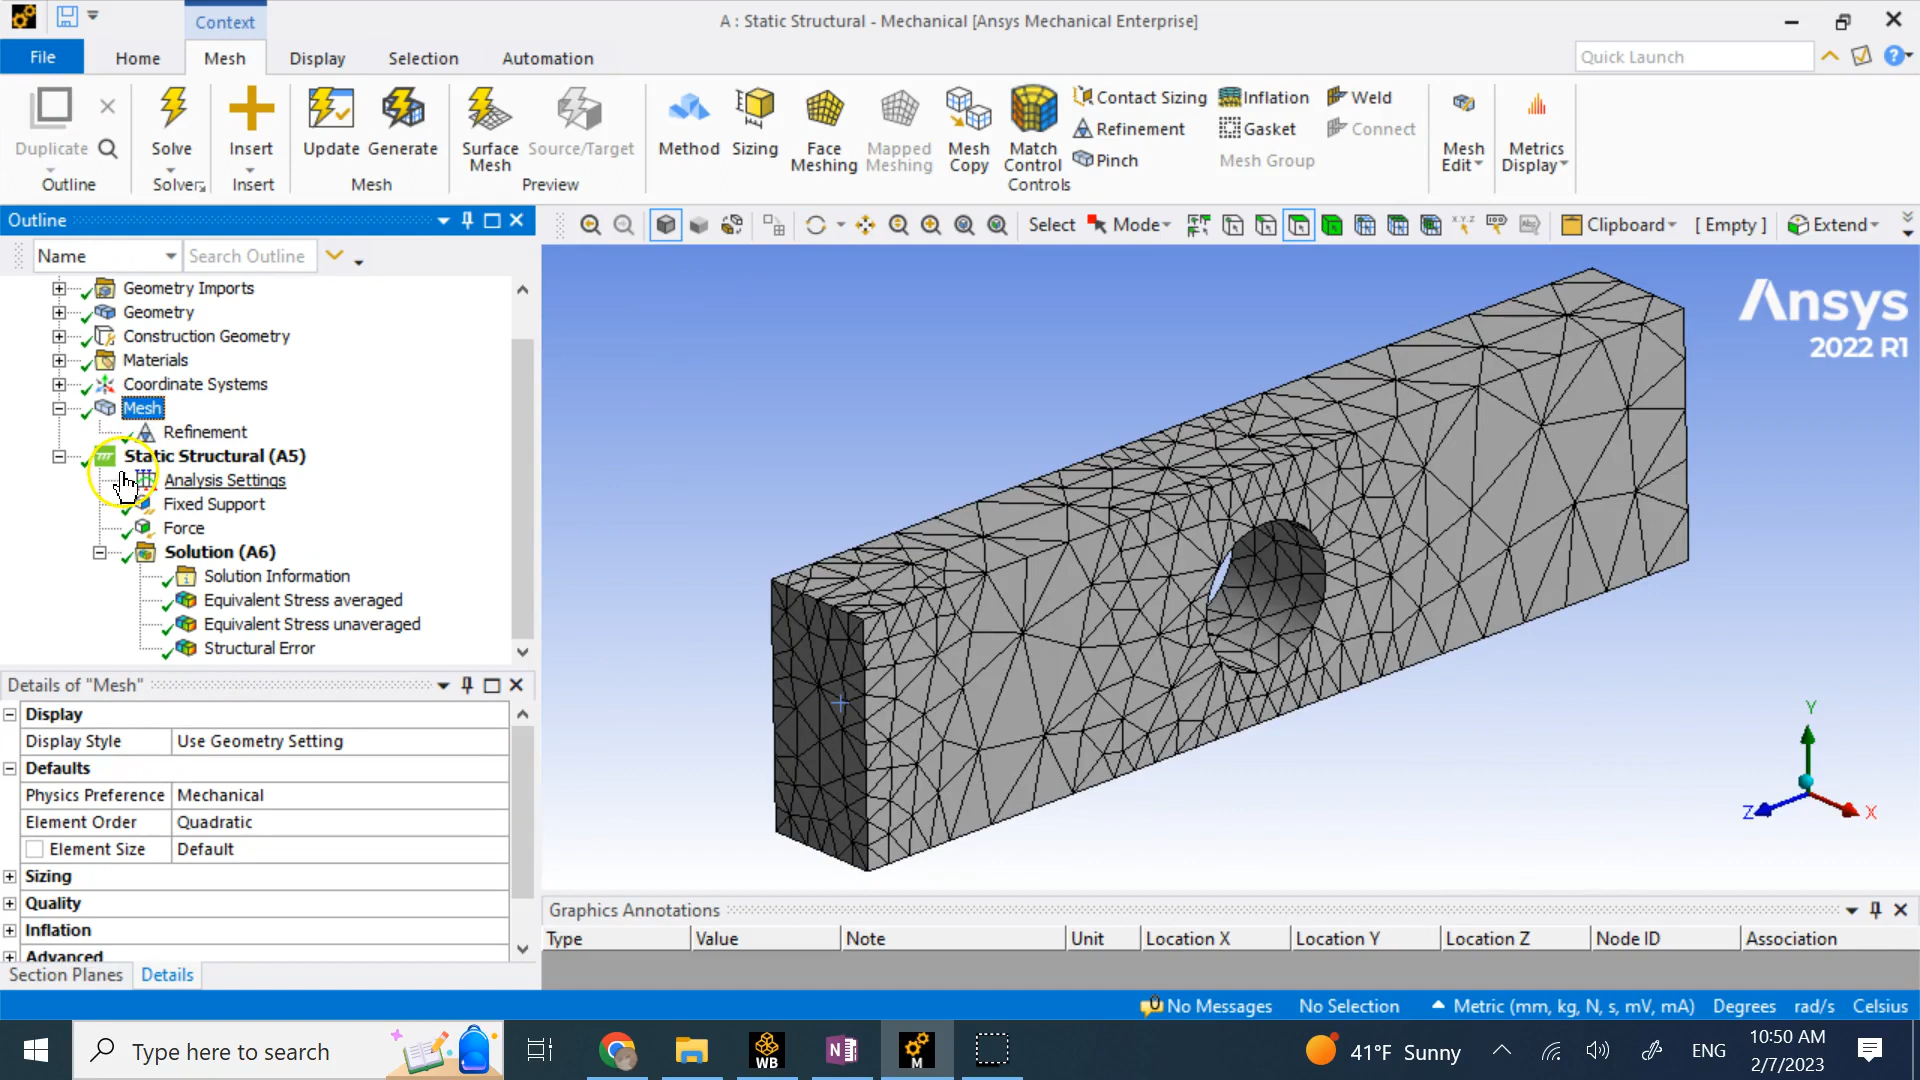 Context
A : Static Structural - Mechanical [Ansys Mechanical Enterprise]
File
Home
Mesh
Display
Selection
Automation
Quick Launch
Duplicate
Outline
Solve
Solver
Insert
Insert
Update
Generate
Mesh
Surface Mesh
Source/Target
Preview
Method
Sizing
Face Meshing
Mapped Meshing
Mesh Copy
Match Control
Contact Sizing
Refinement
Pinch
Inflation
Gasket
Mesh Group
Weld
Connect
Controls
Mesh Edit
Metrics Display
Outline
Name
Search Outline
Select
Mode
Clipboard
[ Empty ]
Extend
Geometry Imports
Geometry
Construction Geometry
Materials
Coordinate Systems
Mesh
Refinement
Static Structural (A5)
Analysis Settings
Fixed Support
Force
Solution (A6)
Solution Information
Equivalent Stress averaged
Equivalent Stress unaveraged
Structural Error
Ansys
2022 R1
Y
Z
X
Details of "Mesh"
Display
Display Style Use Geometry Setting
Defaults
Physics Preference Mechanical
Element Order Quadratic
Element Size Default
Sizing
Quality
Inflation
Advanced
Section Planes
Details
Graphics Annotations
Type Value Note Unit Location X Location Y Location Z Node ID Association
No Messages
No Selection
Metric (mm, kg, N, s, mV, mA)
Degrees
rad/s
Celsius
Type here to search
WB
N
M
41°F Sunny
ENG
10:50 AM
2/7/2023